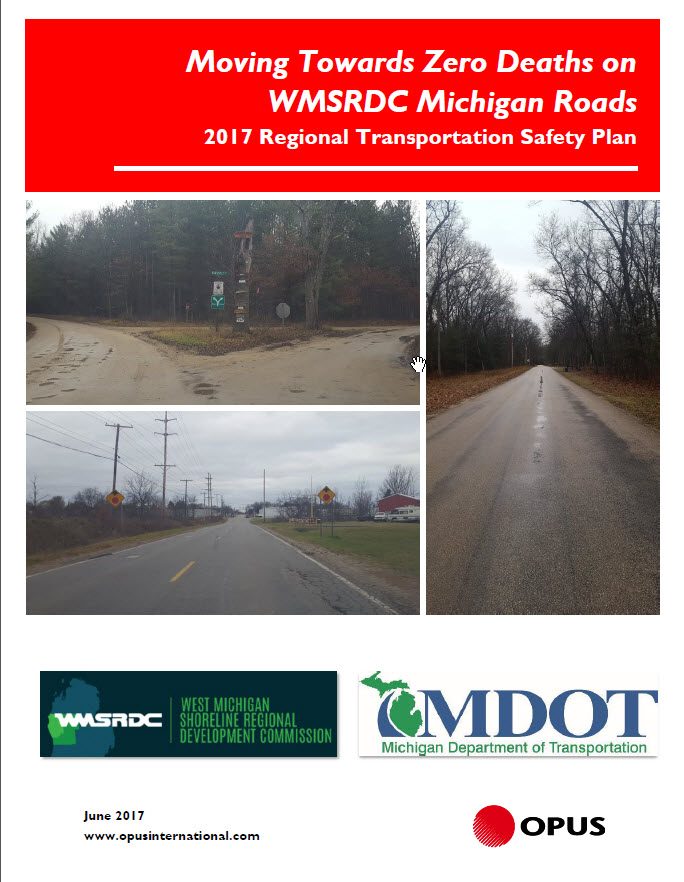 Moving Towards Zero Deaths on
WMSRDC Michigan Roads
2017 Regional Transportation Safety Plan
WMSRDC
WEST MICHIGAN
SHORELINE REGIONAL
DEVELOPMENT COMMISSION
MDOT
Michigan Department of Transportation
June 2017
www.opusinternational.com
OPUS